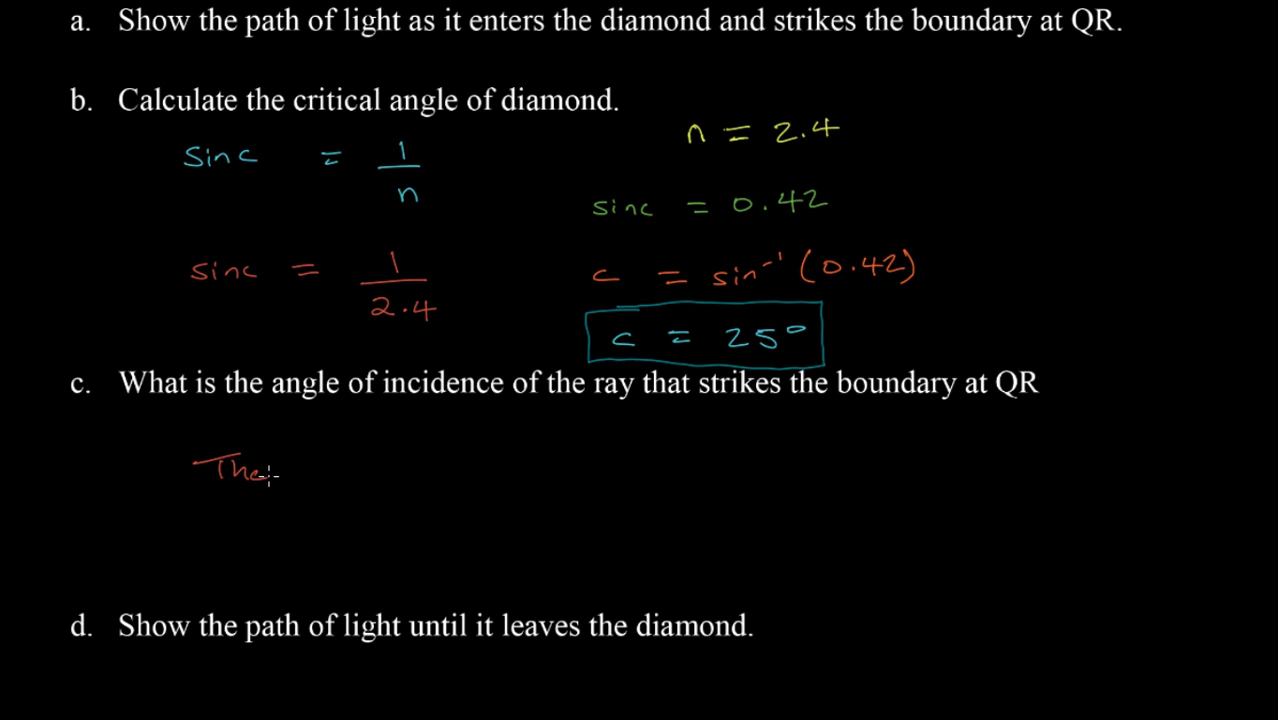 a. Show the path of light as it enters the diamond and strikes the boundary at QR.
b. Calculate the critical angle of diamond.
n = 2.4
sinc = 1/n
sinc = 0.42
sinc = 1/2.4
c = sin⁻¹ (0.42)
c = 25°
c. What is the angle of incidence of the ray that strikes the boundary at QR
The
d. Show the path of light until it leaves the diamond.